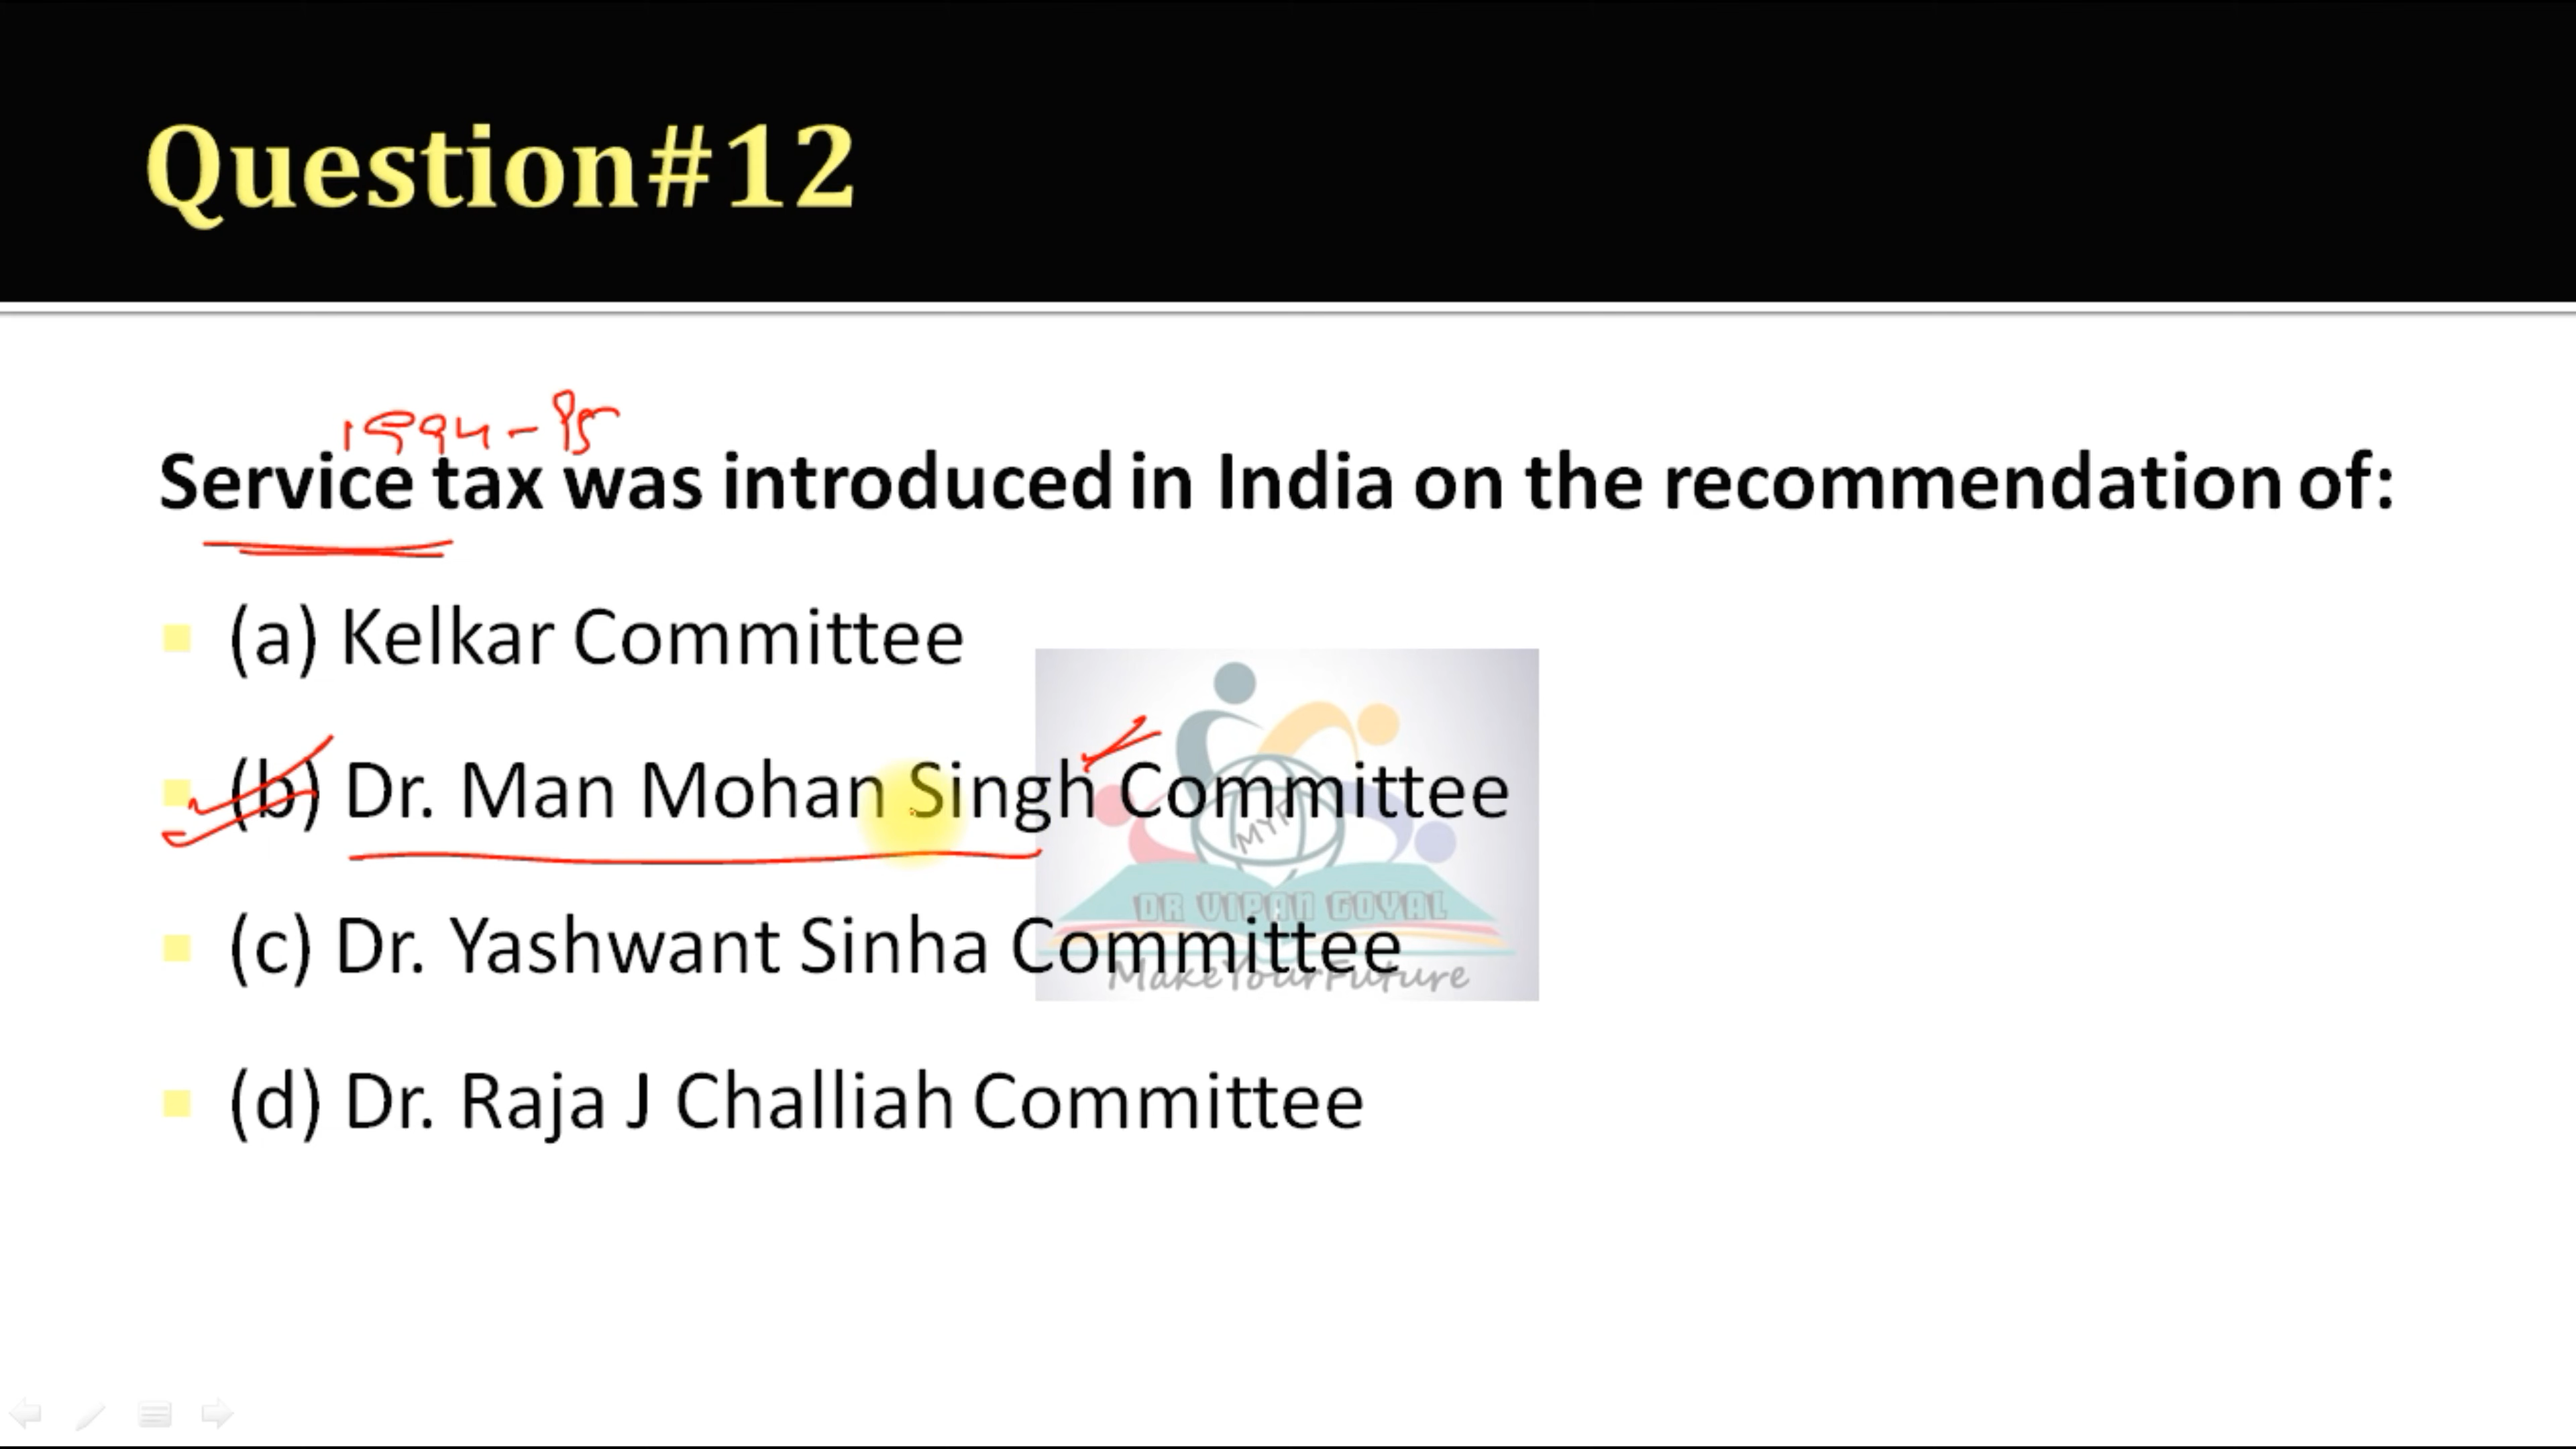 Question#12
1994-95
Service tax was introduced in India on the recommendation of:
(a) Kelkar Committee
(b) Dr. Man Mohan Singh Committee
MYF
DR VIPAN GOYAL
(c) Dr. Yashwant Sinha Committee
MakeYourFuture
(d) Dr. Raja J Challiah Committee